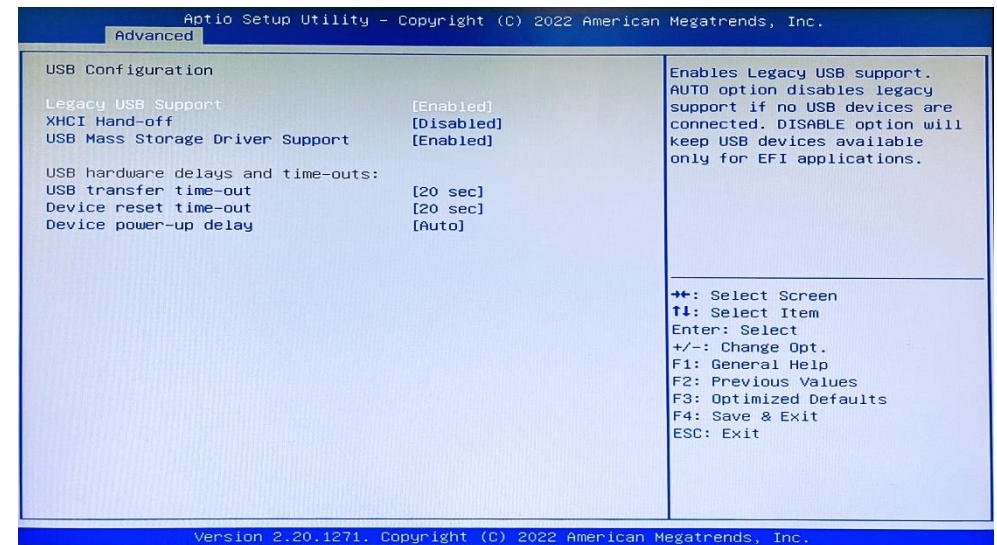 Aptio Setup Utility – Copyright (C) 2022 American Megatrends, Inc.
Advanced
USB Configuration
Legacy USB Support [Enabled]
XHCI Hand-off [Disabled]
USB Mass Storage Driver Support [Enabled]
USB hardware delays and time-outs:
USB transfer time-out [20 sec]
Device reset time-out [20 sec]
Device power-up delay [Auto]
Enables Legacy USB support.
AUTO option disables legacy
support if no USB devices are
connected. DISABLE option will
keep USB devices available
only for EFI applications.
→←: Select Screen
↑↓: Select Item
Enter: Select
+/-: Change Opt.
F1: General Help
F2: Previous Values
F3: Optimized Defaults
F4: Save & Exit
ESC: Exit
Version 2.20.1271. Copyright (C) 2022 American Megatrends, Inc.